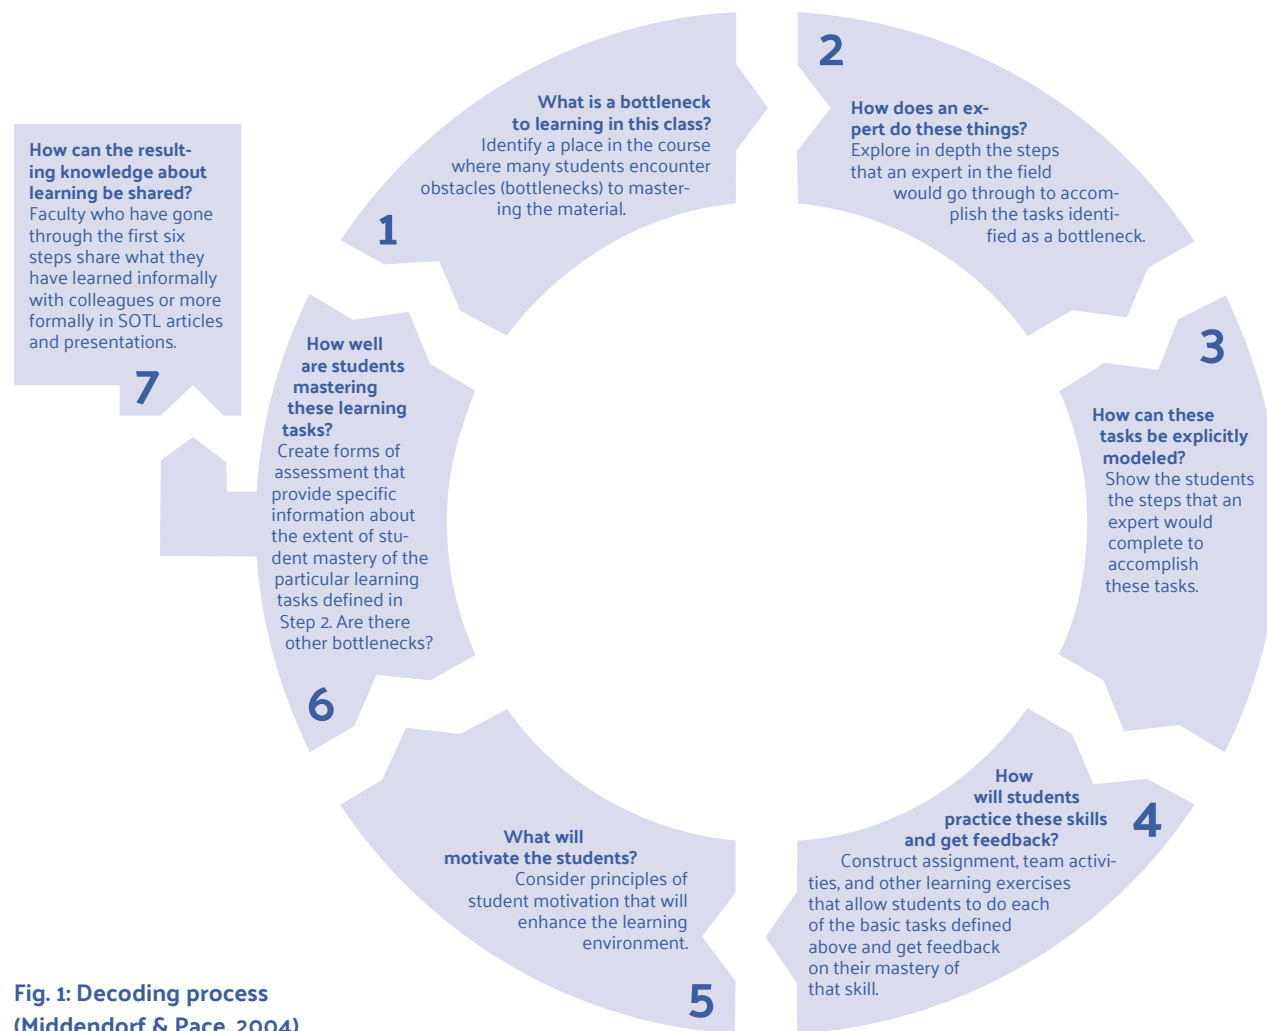 1
What is a bottleneck
to learning in this class?
Identify a place in the course
where many students encounter
obstacles (bottlenecks) to master-
ing the material.
2
How does an ex-
pert do these things?
Explore in depth the steps
that an expert in the field
would go through to accom-
plish the tasks identi-
fied as a bottleneck.
3
How can these
tasks be explicitly
modeled?
Show the students
the steps that an
expert would
complete to
accomplish
these tasks.
4
How
will students
practice these skills
and get feedback?
Construct assignment, team activi-
ties, and other learning exercises
that allow students to do each
of the basic tasks defined
above and get feedback
on their mastery of
that skill.
5
What will
motivate the students?
Consider principles of
student motivation that will
enhance the learning
environment.
6
How well
are students
mastering
these learning
tasks?
Create forms of
assessment that
provide specific
information about
the extent of stu-
dent mastery of the
particular learning
tasks defined in
Step 2. Are there
other bottlenecks?
7
How can the result-
ing knowledge about
learning be shared?
Faculty who have gone
through the first six
steps share what they
have learned informally
with colleagues or more
formally in SOTL articles
and presentations.
Fig. 1: Decoding process
(Middendorf & Pace, 2004)